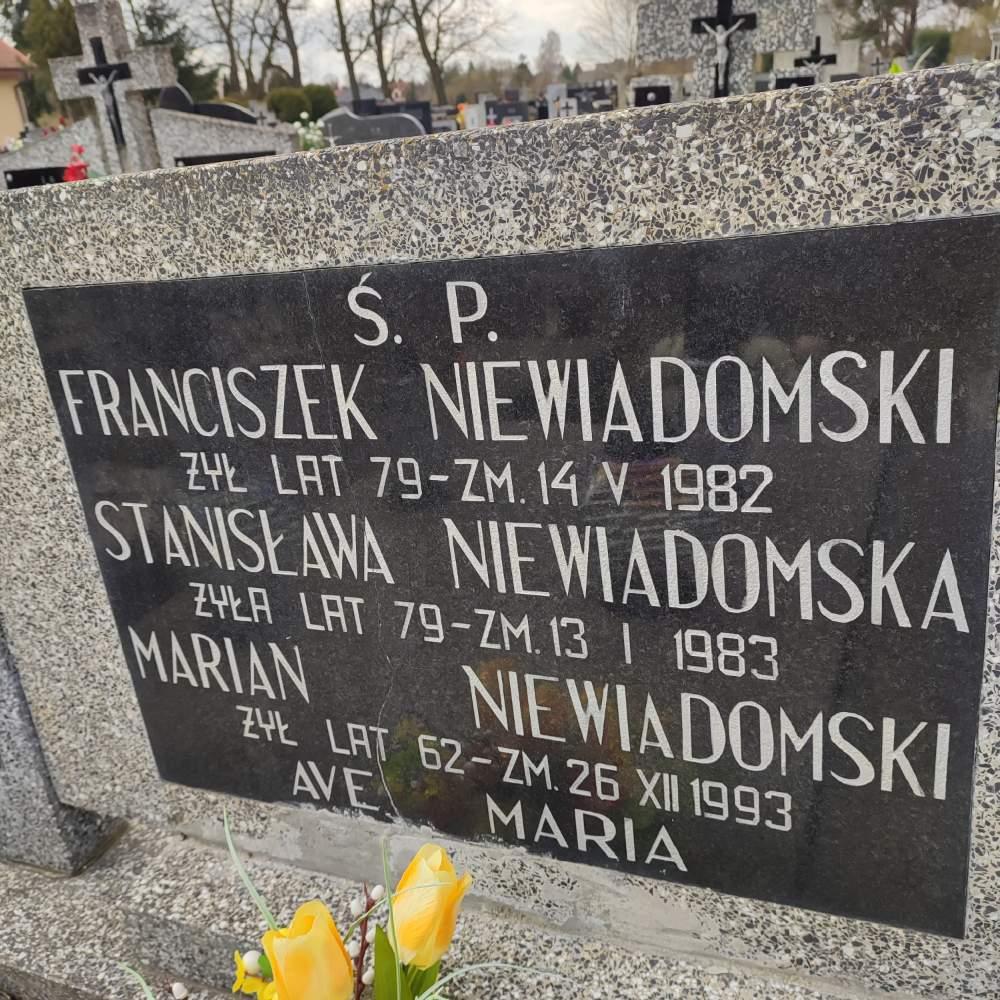 Ś. P.
FRANCISZEK NIEWIADOMSKI
ŻYŁ LAT 79 - ZM. 14 V 1982
STANISŁAWA NIEWIADOMSKA
ŻYŁA LAT 79 - ZM. 13 I 1983
MARIAN NIEWIADOMSKI
ŻYŁ LAT 62 - ZM. 26 XII 1993
AVE MARIA